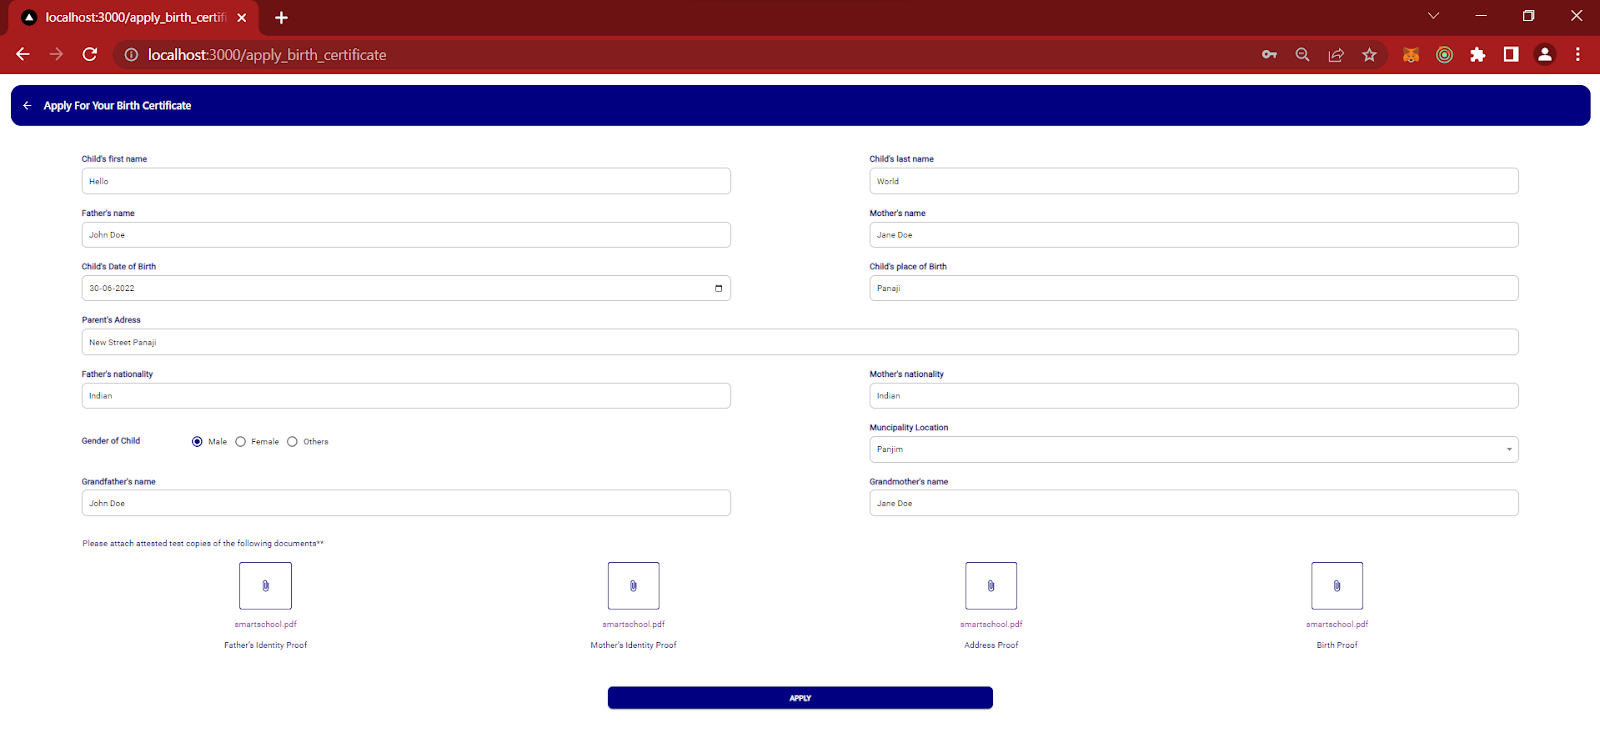 localhost:3000/apply_birth_certifi
localhost:3000/apply_birth_certificate
Apply For Your Birth Certificate
Child's first name Child's last name
Hello World
Father's name Mother's name
John Doe Jane Doe
Child's Date of Birth Child's place of Birth
30-06-2022 Panaji
Parent's Adress
New Street Panaji
Father's nationality Mother's nationality
Indian Indian
Muncipality Location
Gender of Child Male Female Others
Panjim
Grandfather's name Grandmother's name
John Doe Jane Doe
Please attach attested test copies of the following documents**
smartschool.pdf smartschool.pdf smartschool.pdf smartschool.pdf
Father's Identity Proof Mother's Identity Proof Address Proof Birth Proof
APPLY